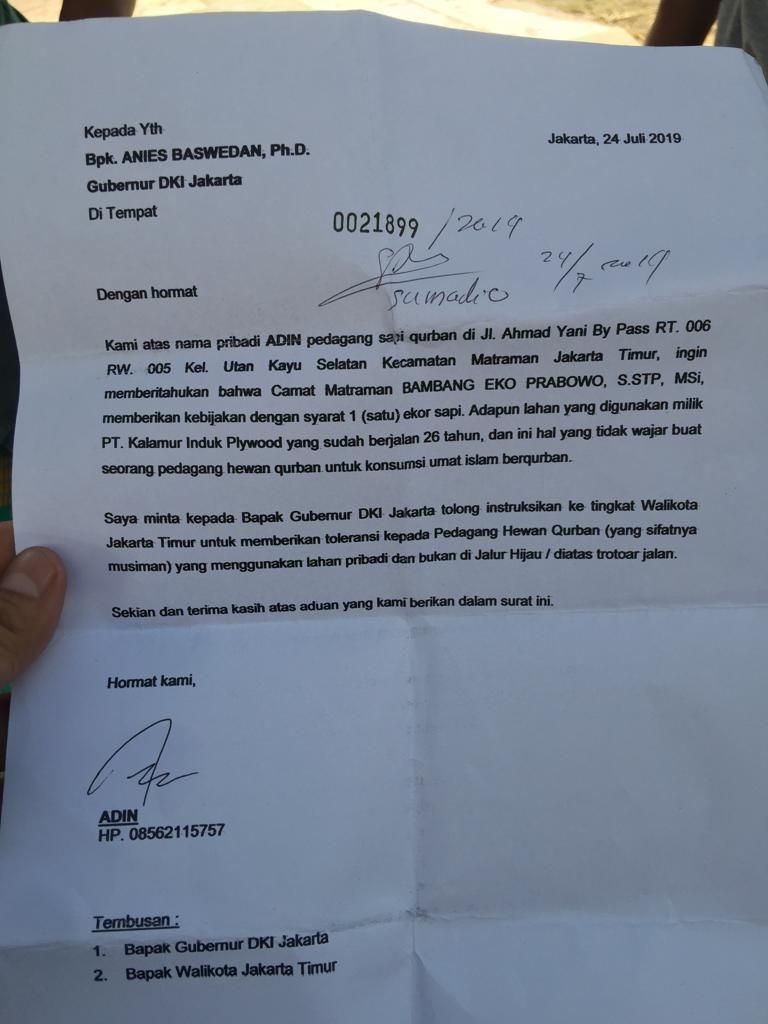 Kepada Yth
Jakarta, 24 Juli 2019
Bpk. ANIES BASWEDAN, Ph.D.
Gubernur DKI Jakarta
Di Tempat
0021899 /2019
24/7 2019
sumadio
Dengan hormat
Kami atas nama pribadi ADIN pedagang sapi qurban di Jl. Ahmad Yani By Pass RT. 006
RW. 005 Kel. Utan Kayu Selatan Kecamatan Matraman Jakarta Timur, ingin
memberitahukan bahwa Camat Matraman BAMBANG EKO PRABOWO, S.STP, MSi,
memberikan kebijakan dengan syarat 1 (satu) ekor sapi. Adapun lahan yang digunakan milik
PT. Kalamur Induk Plywood yang sudah berjalan 26 tahun, dan ini hal yang tidak wajar buat
seorang pedagang hewan qurban untuk konsumsi umat islam berqurban.
Saya minta kepada Bapak Gubernur DKI Jakarta tolong instruksikan ke tingkat Walikota
Jakarta Timur untuk memberikan toleransi kepada Pedagang Hewan Qurban (yang sifatnya
musiman) yang menggunakan lahan pribadi dan bukan di Jalur Hijau / diatas trotoar jalan.
Sekian dan terima kasih atas aduan yang kami berikan dalam surat ini.
Hormat kami,
ADIN
HP. 08562115757
Tembusan :
1. Bapak Gubernur DKI Jakarta
2. Bapak Walikota Jakarta Timur